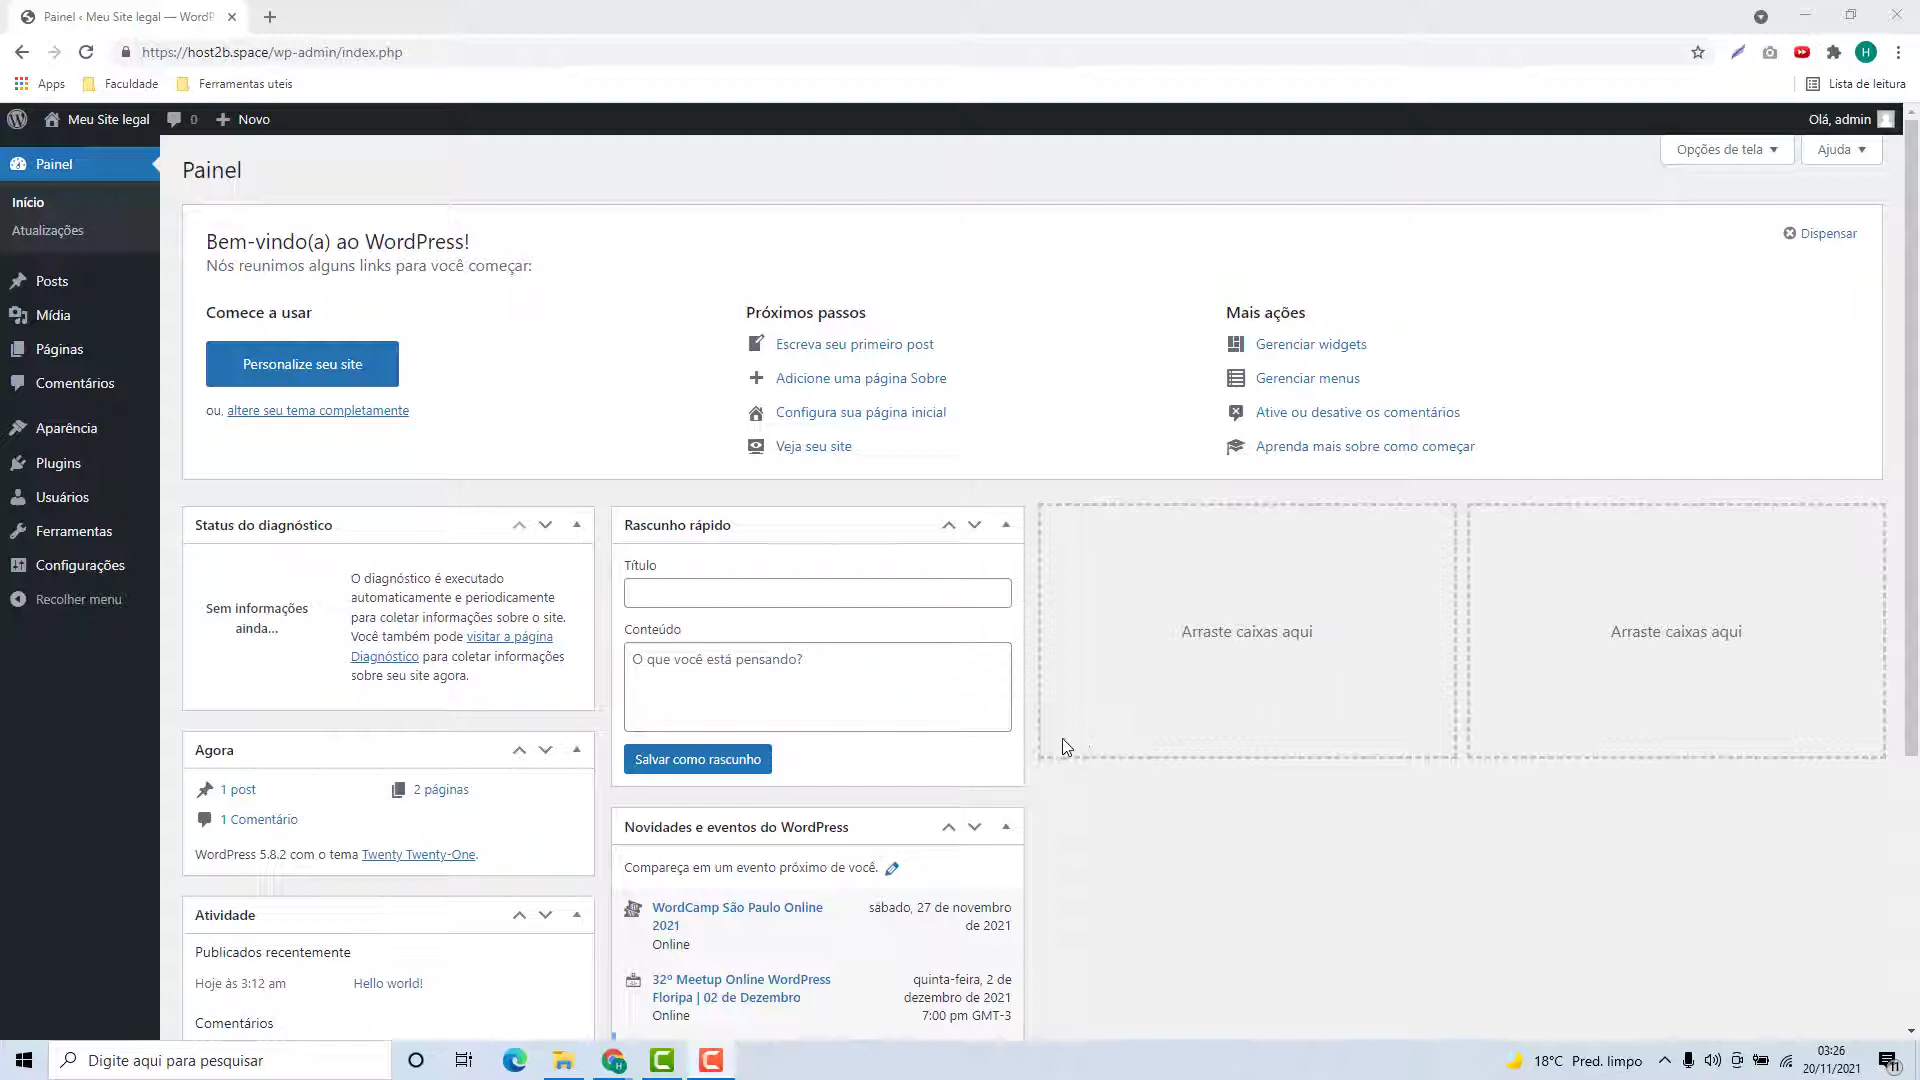 Painel ‹ Meu Site legal — WordP
https://host2b.space/wp-admin/index.php
H
Apps
Faculdade
Ferramentas uteis
Lista de leitura
Meu Site legal
0
Novo
Olá, admin
Painel
Início
Atualizações
Posts
Mídia
Páginas
Comentários
Aparência
Plugins
Usuários
Ferramentas
Configurações
Recolher menu
Painel
Opções de tela
Ajuda
Bem-vindo(a) ao WordPress!
Nós reunimos alguns links para você começar:
Dispensar
Comece a usar
Personalize seu site
ou, altere seu tema completamente
Próximos passos
Escreva seu primeiro post
Adicione uma página Sobre
Configura sua página inicial
Veja seu site
Mais ações
Gerenciar widgets
Gerenciar menus
Ative ou desative os comentários
Aprenda mais sobre como começar
Status do diagnóstico
Sem informações
ainda...
O diagnóstico é executado
automaticamente e periodicamente
para coletar informações sobre o site.
Você também pode visitar a página
Diagnóstico para coletar informações
sobre seu site agora.
Agora
1 post
2 páginas
1 Comentário
WordPress 5.8.2 com o tema Twenty Twenty-One.
Atividade
Publicados recentemente
Hoje às 3:12 am
Hello world!
Comentários
Rascunho rápido
Título
Conteúdo
O que você está pensando?
Salvar como rascunho
Novidades e eventos do WordPress
Compareça em um evento próximo de você.
WordCamp São Paulo Online
2021
Online
sábado, 27 de novembro
de 2021
32º Meetup Online WordPress
Floripa | 02 de Dezembro
Online
quinta-feira, 2 de
dezembro de 2021
7:00 pm GMT-3
Arraste caixas aqui
Arraste caixas aqui
Digite aqui para pesquisar
18°C Pred. limpo
03:26
20/11/2021
11